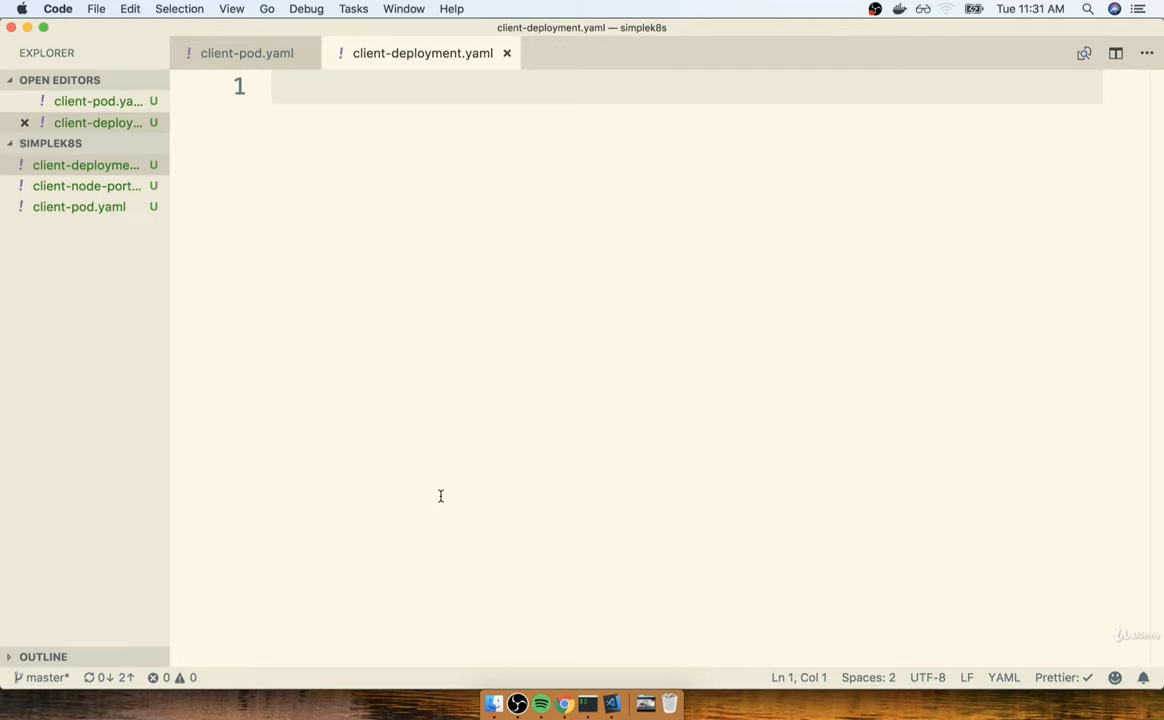 Code File Edit Selection View Go Debug Tasks Window Help Tue 11:31 AM
client-deployment.yaml — simplek8s
EXPLORER
! client-pod.yaml
! client-deployment.yaml ×
OPEN EDITORS
! client-pod.ya... U
× ! client-deploy... U
SIMPLEK8S
! client-deployme... U
! client-node-port... U
! client-pod.yaml U
1
Udemy
OUTLINE
master* 0↓ 2↑ 0 0 Ln 1, Col 1 Spaces: 2 UTF-8 LF YAML Prettier: ✓